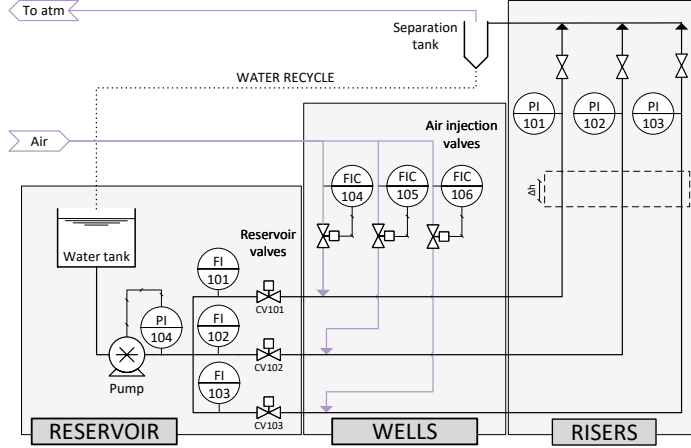 To atm
Separation
tank
WATER RECYCLE
PI
101
PI
102
PI
103
Air
Air injection
valves
FIC
104
FIC
105
FIC
106
Δh
Water tank
Reservoir
valves
FI
101
CV101
PI
104
FI
102
CV102
Pump
FI
103
CV103
RESERVOIR
WELLS
RISERS